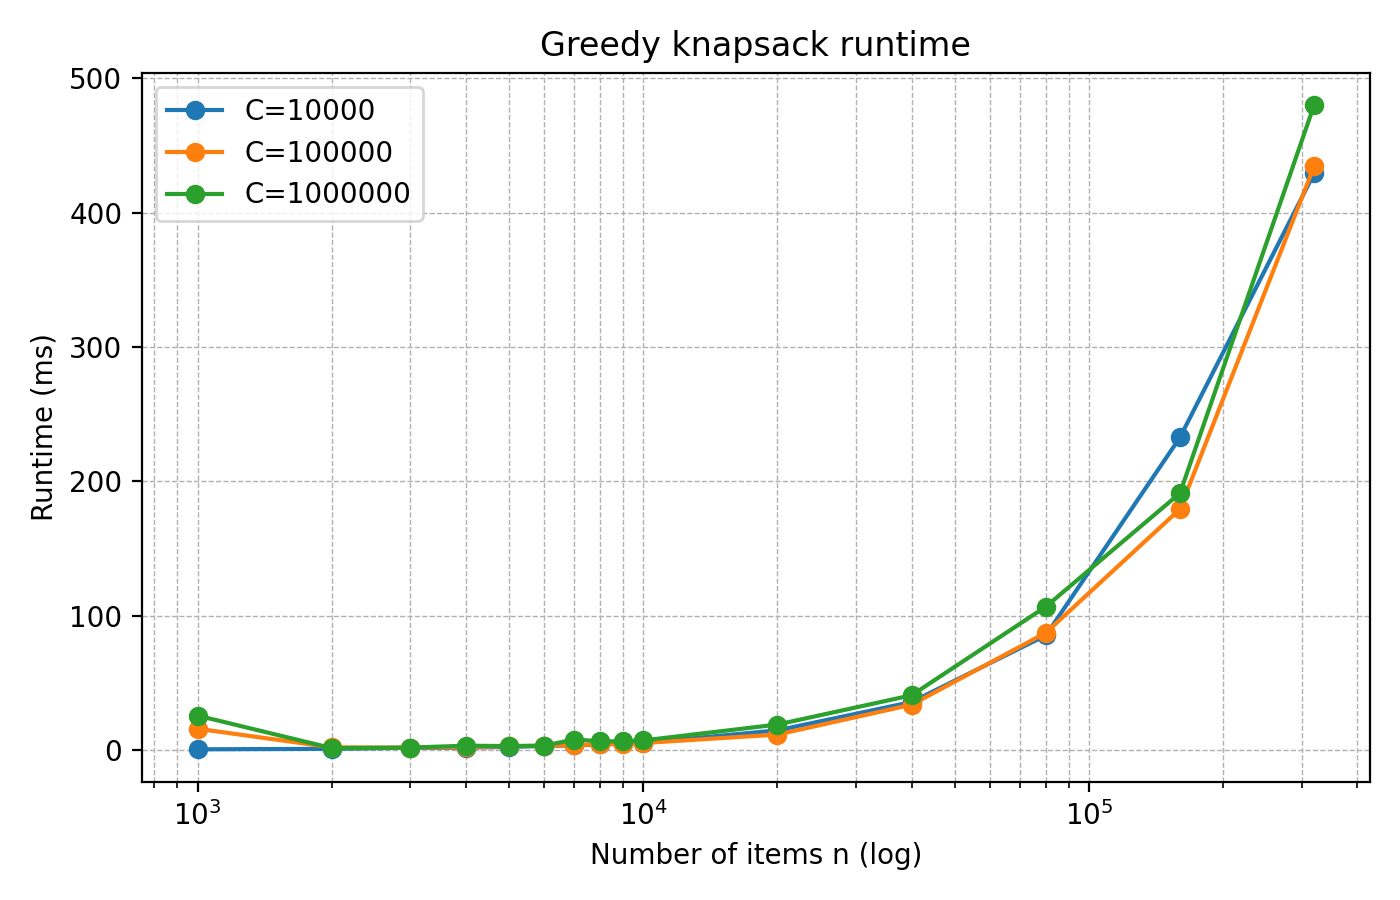 Greedy knapsack runtime
500
400
300
200
100
0
Runtime (ms)
C=10000
C=100000
C=1000000
10³
10⁴
10⁵
Number of items n (log)